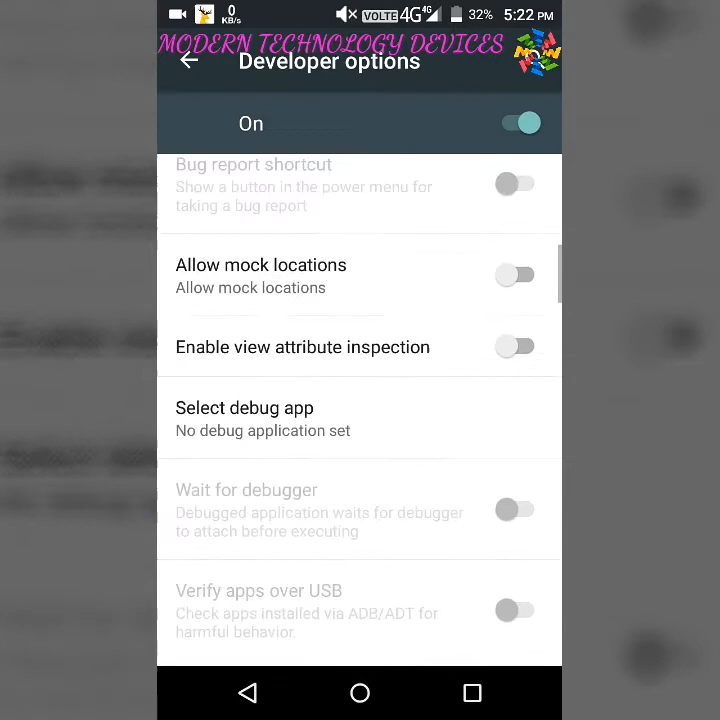 0
KB/s
VOLTE 4G 4G 32% 5:22 PM
MODERN TECHNOLOGY DEVICES
Developer options
On
Bug report shortcut
Show a button in the power menu for
taking a bug report
Allow mock locations
Allow mock locations
Enable view attribute inspection
Select debug app
No debug application set
Wait for debugger
Debugged application waits for debugger
to attach before executing
Verify apps over USB
Check apps installed via ADB/ADT for
harmful behavior.